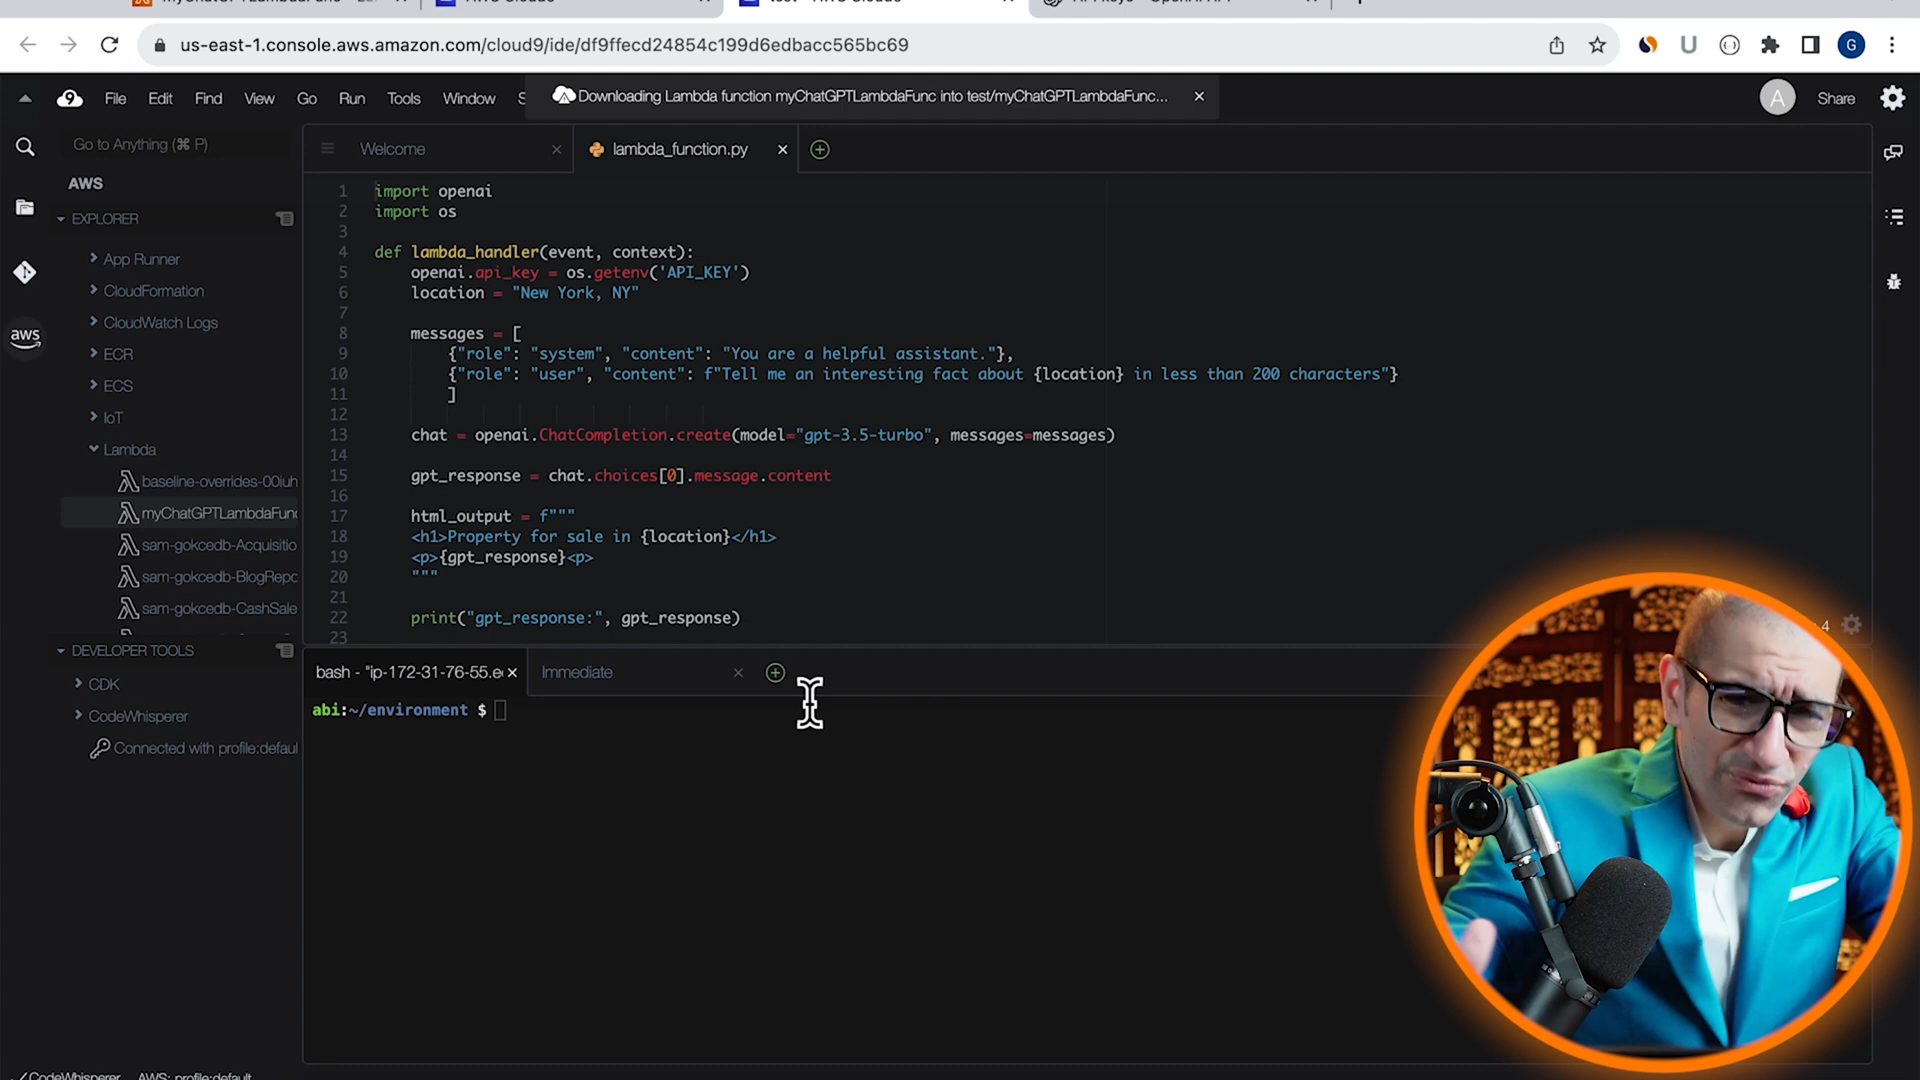 us-east-1.console.aws.amazon.com/cloud9/ide/df9ffecd24854c199d6edbacc565bc69
G
9 File Edit Find View Go Run Tools Window S
Downloading Lambda function myChatGPTLambdaFunc into test/myChatGPTLambdaFunc...
A Share
Go to Anything (⌘ P)
Welcome
lambda_function.py
AWS
EXPLORER
App Runner
CloudFormation
CloudWatch Logs
ECR
ECS
IoT
Lambda
baseline-overrides-00iuh
myChatGPTLambdaFunc
sam-gokcedb-Acquisitio
sam-gokcedb-BlogRepo
sam-gokcedb-CashSale
DEVELOPER TOOLS
CDK
CodeWhisperer
Connected with profile:defaul
aws
1 import openai
2 import os
3
4 def lambda_handler(event, context):
5 openai.api_key = os.getenv('API_KEY')
6 location = "New York, NY"
7
8 messages = [
9 {"role": "system", "content": "You are a helpful assistant."},
10 {"role": "user", "content": f"Tell me an interesting fact about {location} in less than 200 characters"}
11 ]
12
13 chat = openai.ChatCompletion.create(model="gpt-3.5-turbo", messages=messages)
14
15 gpt_response = chat.choices[0].message.content
16
17 html_output = f"""
18 <h1>Property for sale in {location}</h1>
19 <p>{gpt_response}<p>
20 """
21
22 print("gpt_response:", gpt_response)
23
4
bash - "ip-172-31-76-55.e
Immediate
abi:~/environment $
CodeWhisperer AWS: profile:default